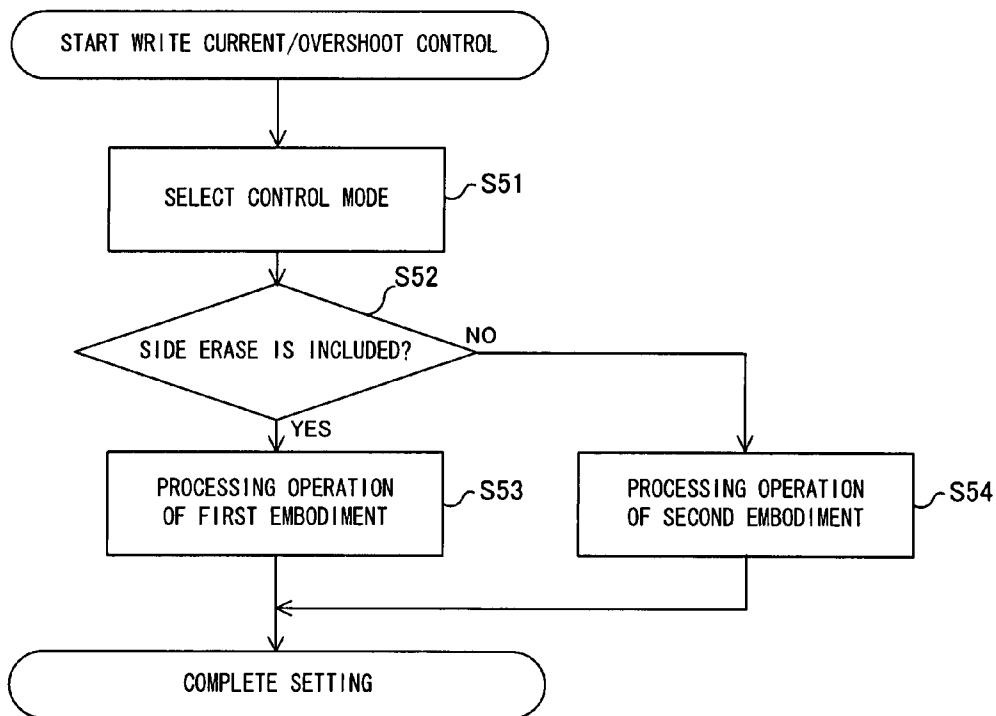 START WRITE CURRENT/OVERSHOOT CONTROL
SELECT CONTROL MODE
S51
S52
SIDE ERASE IS INCLUDED?
NO
YES
PROCESSING OPERATION
OF FIRST EMBODIMENT
S53
PROCESSING OPERATION
OF SECOND EMBODIMENT
S54
COMPLETE SETTING